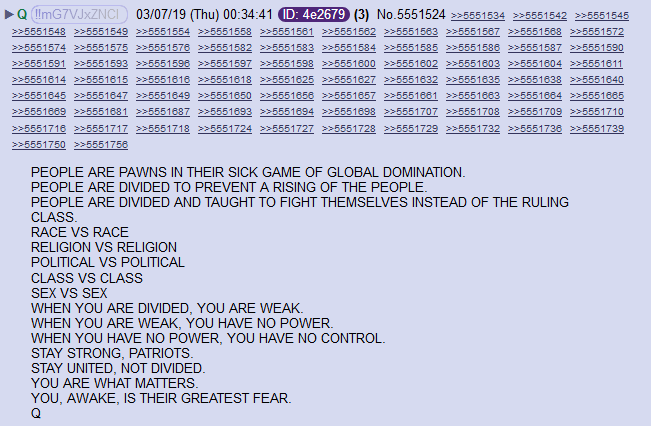 ▶ Q !!mG7VJxZNCI 03/07/19 (Thu) 00:34:41 ID: 4e2679 (3) No.5551524 >>5551534 >>5551542 >>5551545
>>5551548 >>5551549 >>5551554 >>5551558 >>5551561 >>5551562 >>5551563 >>5551567 >>5551568 >>5551572
>>5551574 >>5551575 >>5551576 >>5551582 >>5551583 >>5551584 >>5551585 >>5551586 >>5551587 >>5551590
>>5551591 >>5551593 >>5551596 >>5551597 >>5551598 >>5551600 >>5551602 >>5551603 >>5551604 >>5551611
>>5551614 >>5551615 >>5551616 >>5551618 >>5551625 >>5551627 >>5551632 >>5551635 >>5551638 >>5551640
>>5551645 >>5551647 >>5551649 >>5551650 >>5551656 >>5551657 >>5551661 >>5551663 >>5551664 >>5551665
>>5551669 >>5551681 >>5551687 >>5551693 >>5551694 >>5551698 >>5551707 >>5551708 >>5551709 >>5551710
>>5551716 >>5551717 >>5551718 >>5551724 >>5551727 >>5551728 >>5551729 >>5551732 >>5551736 >>5551739
>>5551750 >>5551756
PEOPLE ARE PAWNS IN THEIR SICK GAME OF GLOBAL DOMINATION.
PEOPLE ARE DIVIDED TO PREVENT A RISING OF THE PEOPLE.
PEOPLE ARE DIVIDED AND TAUGHT TO FIGHT THEMSELVES INSTEAD OF THE RULING
CLASS.
RACE VS RACE
RELIGION VS RELIGION
POLITICAL VS POLITICAL
CLASS VS CLASS
SEX VS SEX
WHEN YOU ARE DIVIDED, YOU ARE WEAK.
WHEN YOU ARE WEAK, YOU HAVE NO POWER.
WHEN YOU HAVE NO POWER, YOU HAVE NO CONTROL.
STAY STRONG, PATRIOTS.
STAY UNITED, NOT DIVIDED.
YOU ARE WHAT MATTERS.
YOU, AWAKE, IS THEIR GREATEST FEAR.
Q